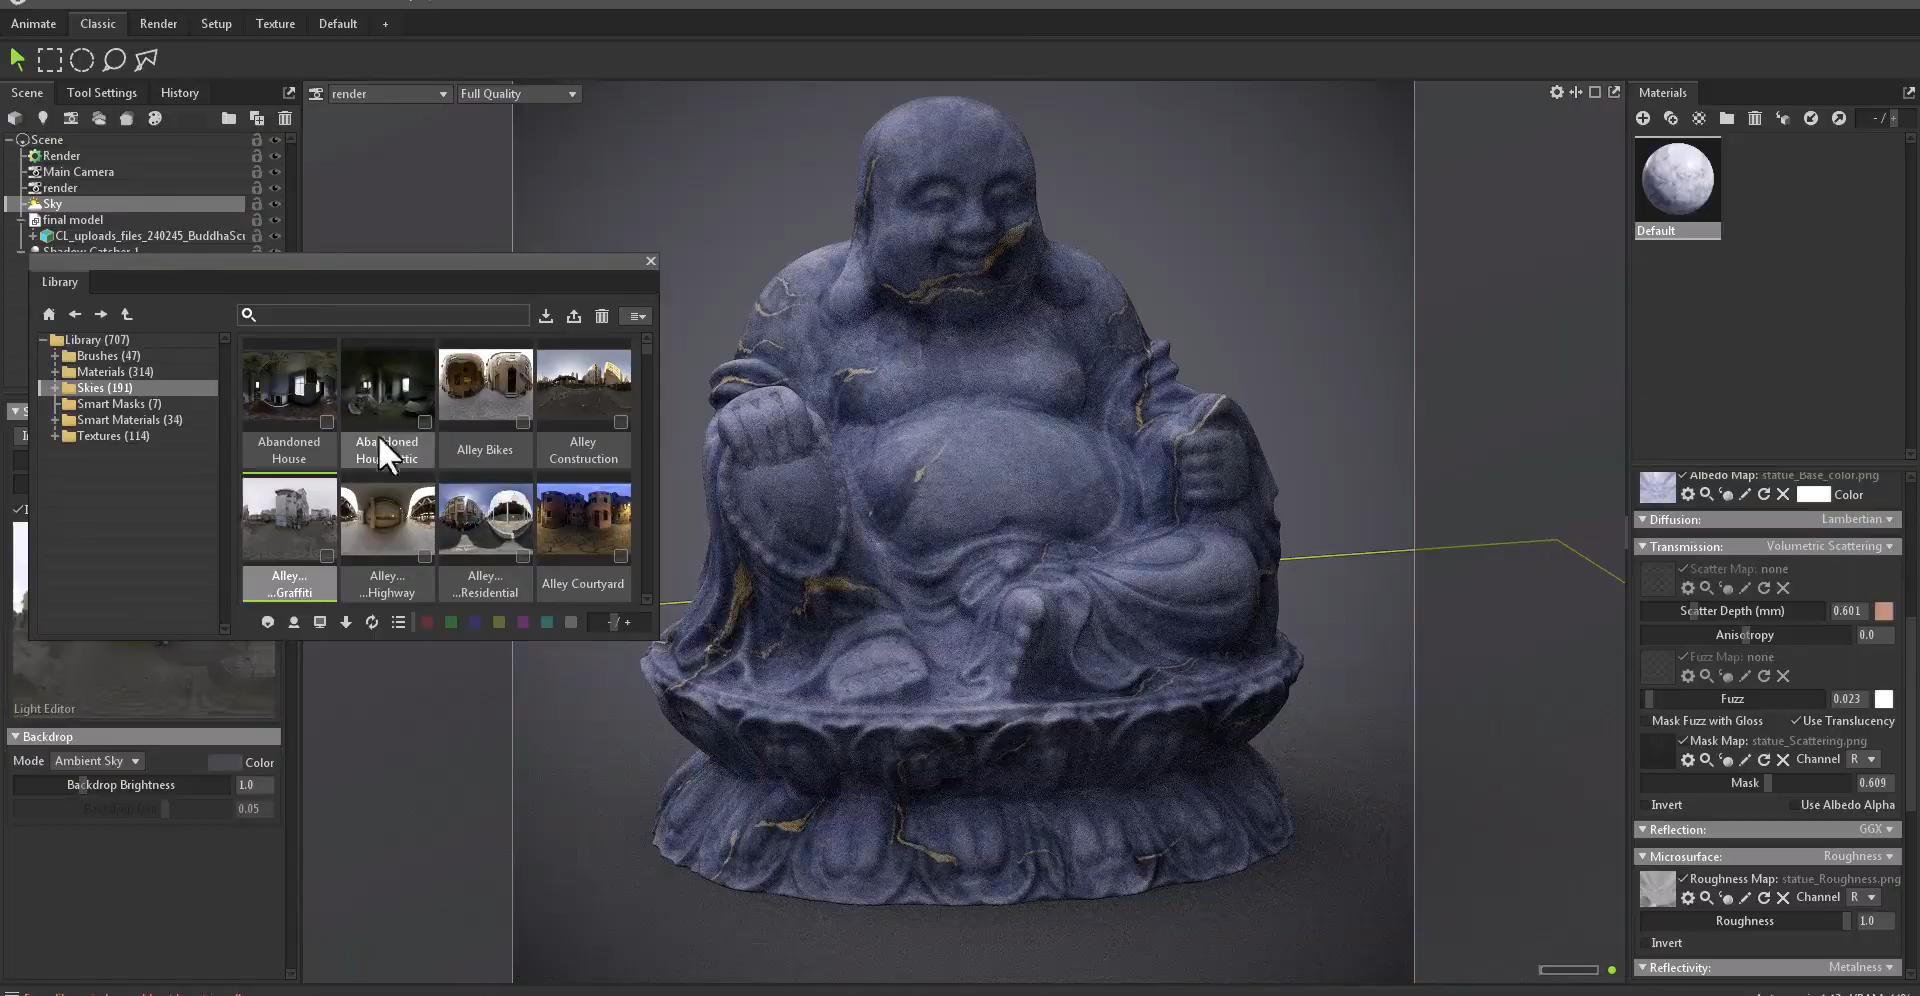 Animate Classic Render Setup Texture Default +
Scene Tool Settings History
render Full Quality
Materials
Scene
Render
Main Camera
render
Sky
final model
CL_uploads_files_240245_BuddhaScu
Shadow Catcher 1
Library
Library (707)
Brushes (47)
Materials (314)
Skies (191)
Smart Masks (7)
Smart Materials (34)
Textures (114)
Abandoned
House
Abandoned
Alley Bikes
Alley
Construction
Alley...
...Graffiti
Alley...
...Highway
Alley...
...Residential
Alley Courtyard
Light Editor
Backdrop
Mode Ambient Sky Color
Backdrop Brightness 1.0
0.05
- / +
Default
Albedo Map: statue_Base_color.png
Color
Diffusion: Lambertian
Transmission: Volumetric Scattering
Scatter Map: none
Scatter Depth (mm) 0.601
Anisotropy 0.0
Fuzz Map: none
Fuzz 0.023
Mask Fuzz with Gloss Use Translucency
Mask Map: statue_Scattering.png
Channel R
Mask 0.609
Invert Use Albedo Alpha
Reflection: GGX
Microsurface: Roughness
Roughness Map: statue_Roughness.png
Channel R
Roughness 1.0
Invert
Reflectivity: Metalness